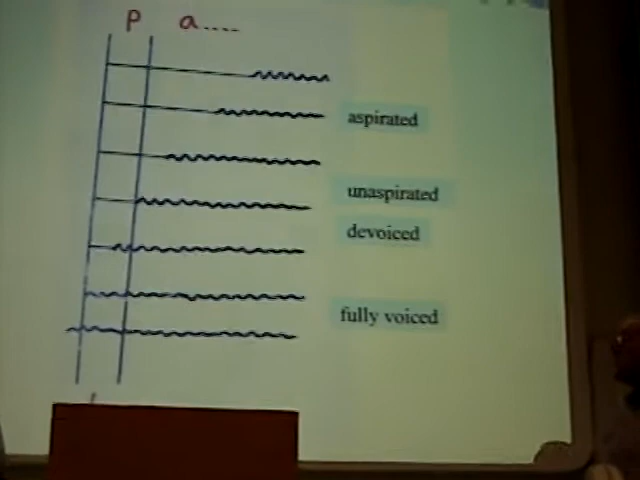 p a....
aspirated
unaspirated
devoiced
fully voiced